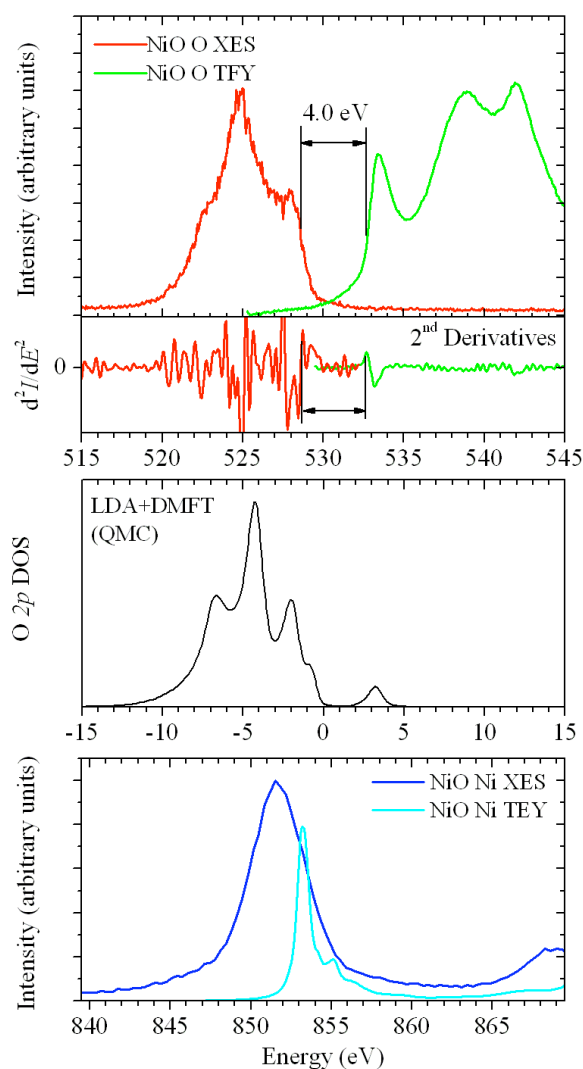 NiO O XES
NiO O TFY
4.0 eV
Intensity (arbitrary units)
2nd Derivatives
0
d2I/dE2
515 520 525 530 535 540 545
LDA+DMFT
(QMC)
O 2p DOS
-15 -10 -5 0 5 10 15
NiO Ni XES
NiO Ni TEY
Intensity (arbitrary units)
840 845 850 855 860 865
Energy (eV)